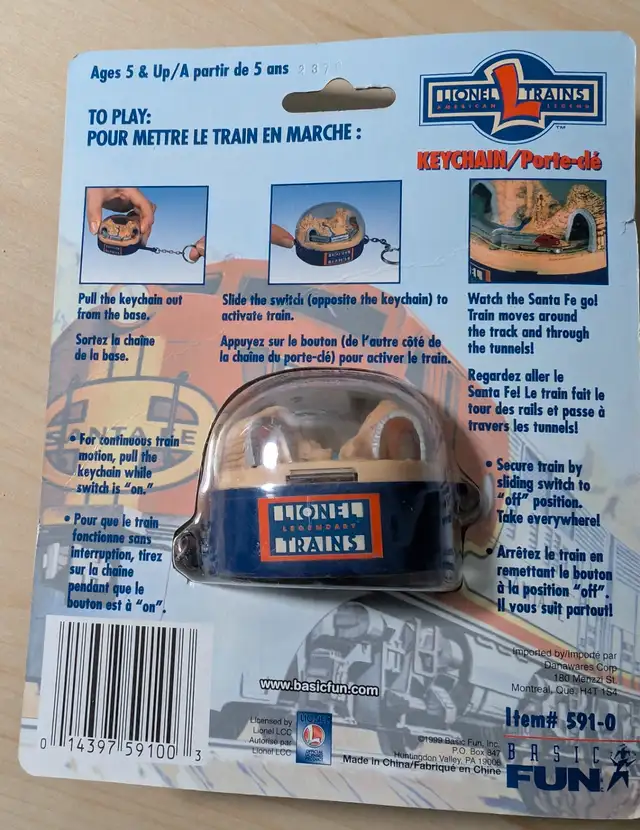 Ages 5 & Up/A partir de 5 ans
LIONEL L TRAINS
AMERICAN LEGEND
™
TO PLAY:
POUR METTRE LE TRAIN EN MARCHE :
KEYCHAIN/Porte-clé
Pull the keychain out
from the base.
Sortez la chaîne
de la base.
Slide the switch (opposite the keychain) to
activate train.
Appuyez sur le bouton (de l'autre côté de
la chaîne du porte-clé) pour activer le train.
Watch the Santa Fe go!
Train moves around
the track and through
the tunnels!
Regardez aller le
Santa Fe! Le train fait le
tour des rails et passe à
travers les tunnels!
SANTA FE
• For continuous train
motion, pull the
keychain while
switch is "on."
• Pour que le train
fonctionne sans
interruption, tirez
sur la chaîne
pendant que le
bouton est à "on".
LIONEL
LEGENDARY
TRAINS
• Secure train by
sliding switch to
"off" position.
Take everywhere!
• Arrêtez le train en
remettant le bouton
à la position "off".
Il vous suit partout!
Imported by/Importé par
Danawares Corp
180 Menzzi St.
Montreal, Que. H4T 1S4
www.basicfun.com
Item# 591-0
Licensed by
Lionel LCC
Autorisé par
Lionel LCC
©1999 Basic Fun, Inc.
P.O. Box 847
Huntingdon Valley, PA 19006
Made in China/Fabriqué en Chine
BASIC
FUN
0 14397 59100 3